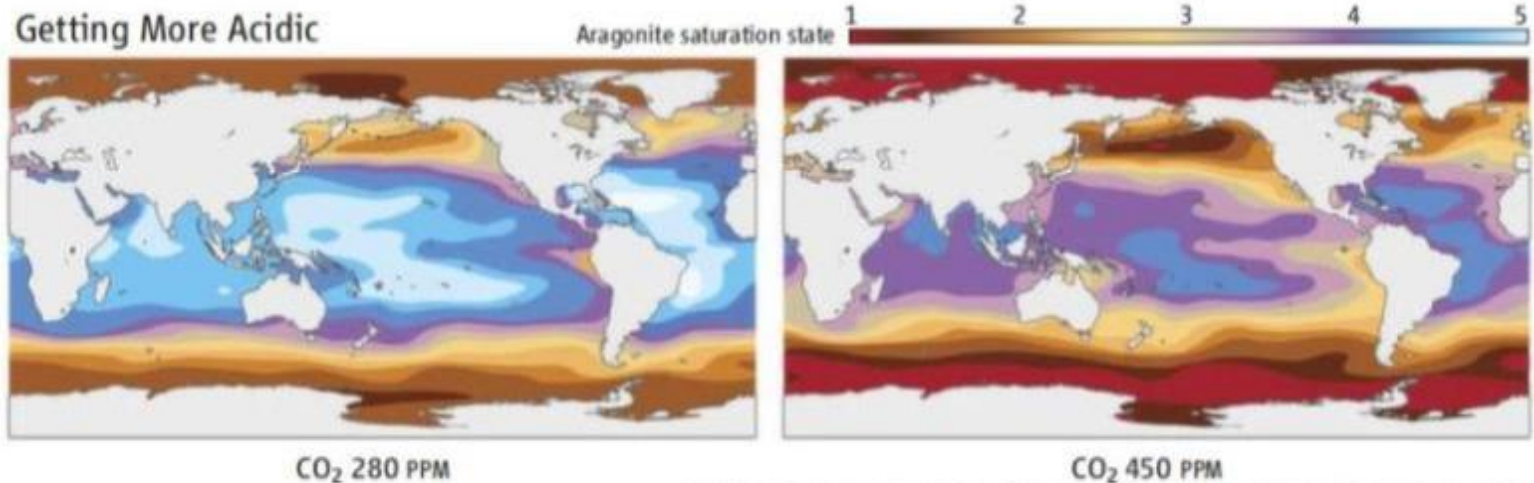 Getting More Acidic
Aragonite saturation state
1 2 3 4 5
CO₂ 280 PPM
CO₂ 450 PPM